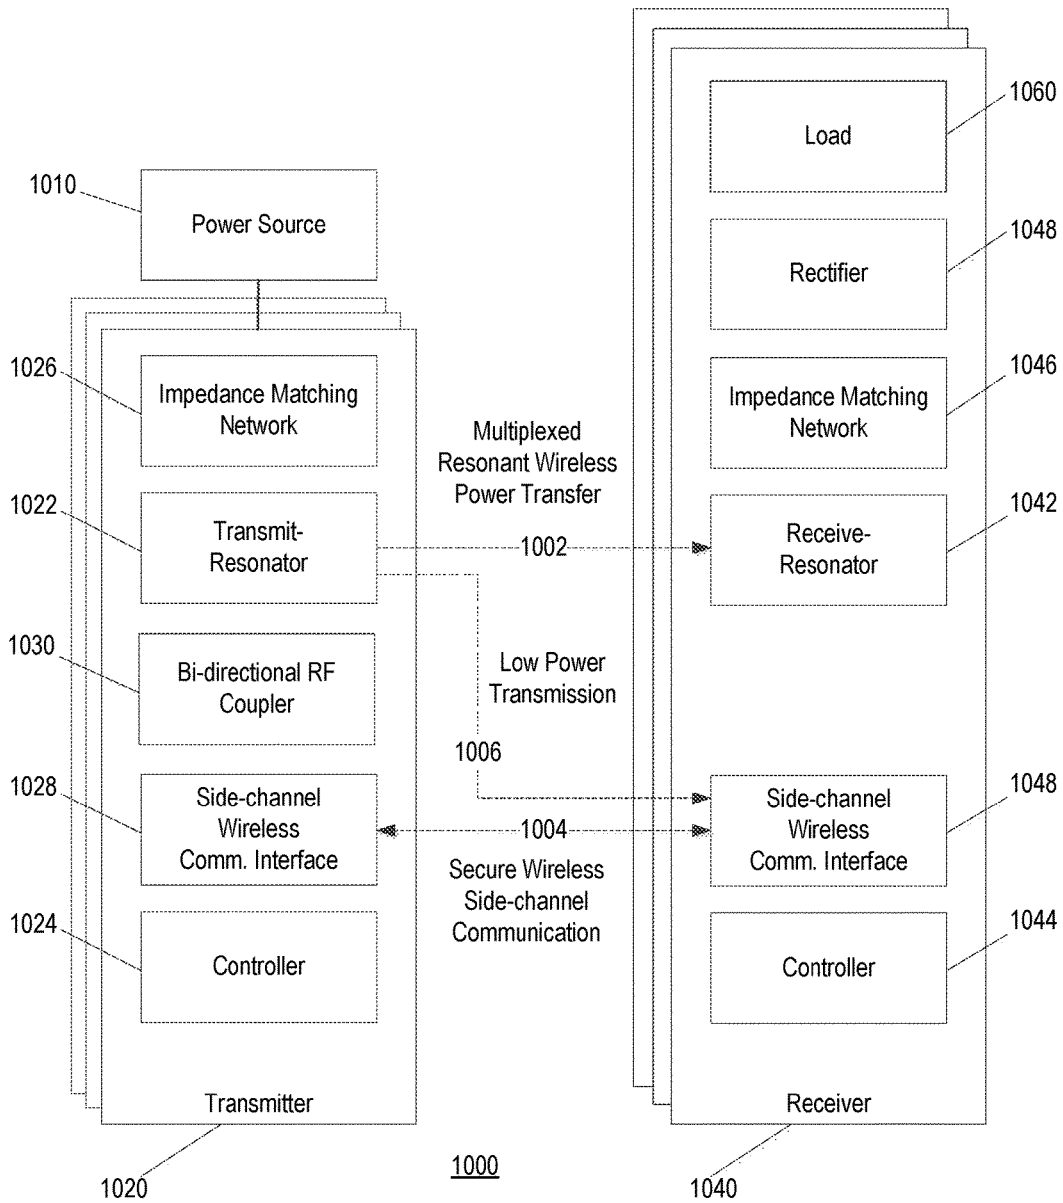 1010
Power Source
1026
Impedance Matching
Network
1022
Transmit-
Resonator
1030
Bi-directional RF
Coupler
1028
Side-channel
Wireless
Comm. Interface
1024
Controller
Transmitter
1020
Multiplexed
Resonant Wireless
Power Transfer
1002
Low Power
Transmission
1006
1004
Secure Wireless
Side-channel
Communication
1000
Load
1060
Rectifier
1048
Impedance Matching
Network
1046
Receive-
Resonator
1042
Side-channel
Wireless
Comm. Interface
1048
Controller
1044
Receiver
1040